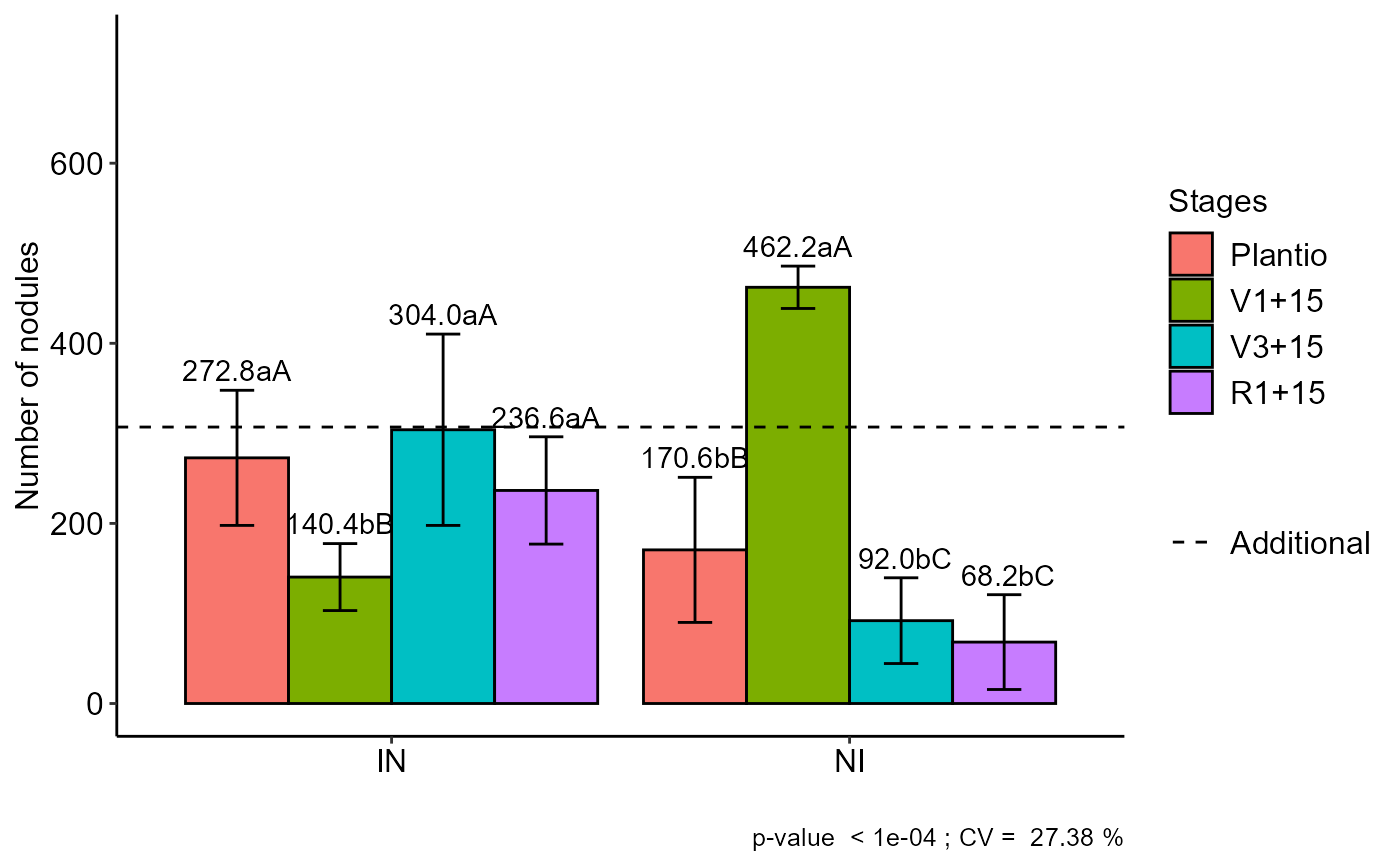 Number of nodules
600
400
200
0
272.8aA
140.4bB
304.0aA
236.6aA
170.6bB
462.2aA
92.0bC
68.2bC
IN
NI
Stages
Plantio
V1+15
V3+15
R1+15
Additional
p-value < 1e-04 ; CV = 27.38 %